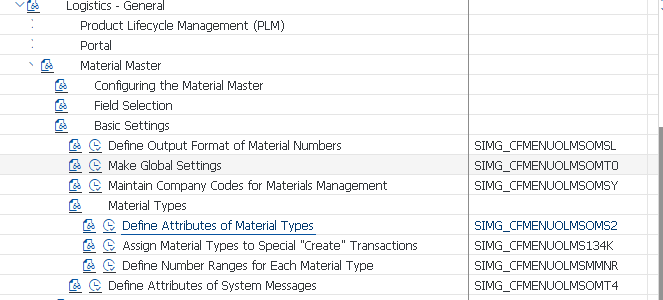 Logistics - General
Product Lifecycle Management (PLM)
Portal
Material Master
Configuring the Material Master
Field Selection
Basic Settings
Define Output Format of Material Numbers SIMG_CFMENUOLMSOMSL
Make Global Settings SIMG_CFMENUOLMSOMT0
Maintain Company Codes for Materials Management SIMG_CFMENUOLMSOMSY
Material Types
Define Attributes of Material Types SIMG_CFMENUOLMSOMS2
Assign Material Types to Special "Create" Transactions SIMG_CFMENUOLMS134K
Define Number Ranges for Each Material Type SIMG_CFMENUOLMSMMNR
Define Attributes of System Messages SIMG_CFMENUOLMSOMT4